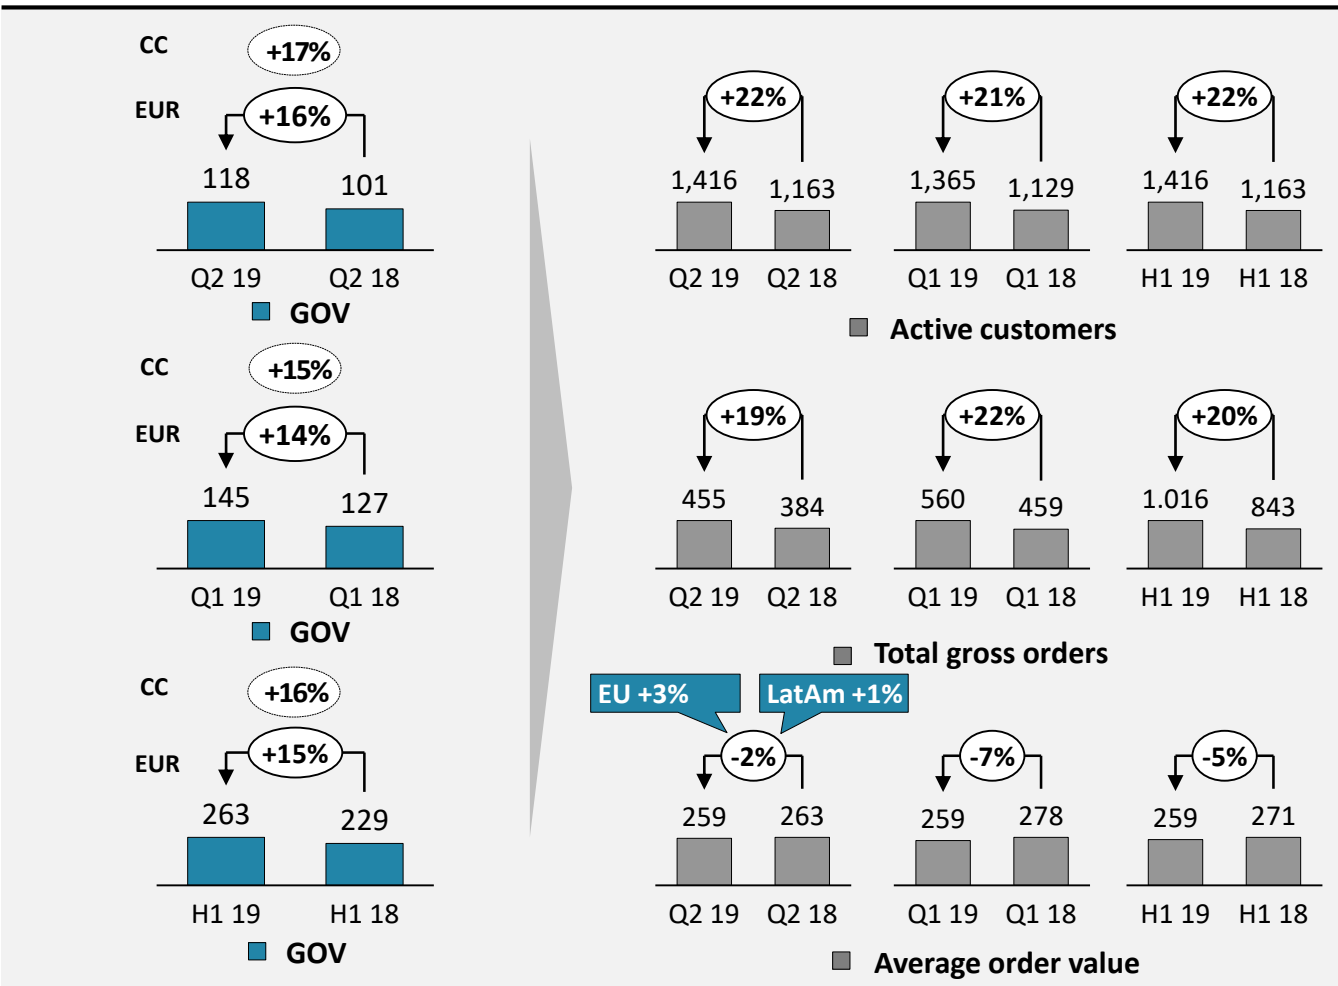 CC
+17%
EUR
+16%
118
101
Q2 19
Q2 18
GOV
CC
+15%
EUR
+14%
145
127
Q1 19
Q1 18
GOV
CC
+16%
EUR
+15%
263
229
H1 19
H1 18
GOV
+22%
+21%
+22%
1,416
1,163
1,365
1,129
1,416
1,163
Q2 19
Q2 18
Q1 19
Q1 18
H1 19
H1 18
Active customers
+19%
+22%
+20%
455
384
560
459
1.016
843
Q2 19
Q2 18
Q1 19
Q1 18
H1 19
H1 18
Total gross orders
EU +3%
LatAm +1%
-2%
-7%
-5%
259
263
259
278
259
271
Q2 19
Q2 18
Q1 19
Q1 18
H1 19
H1 18
Average order value